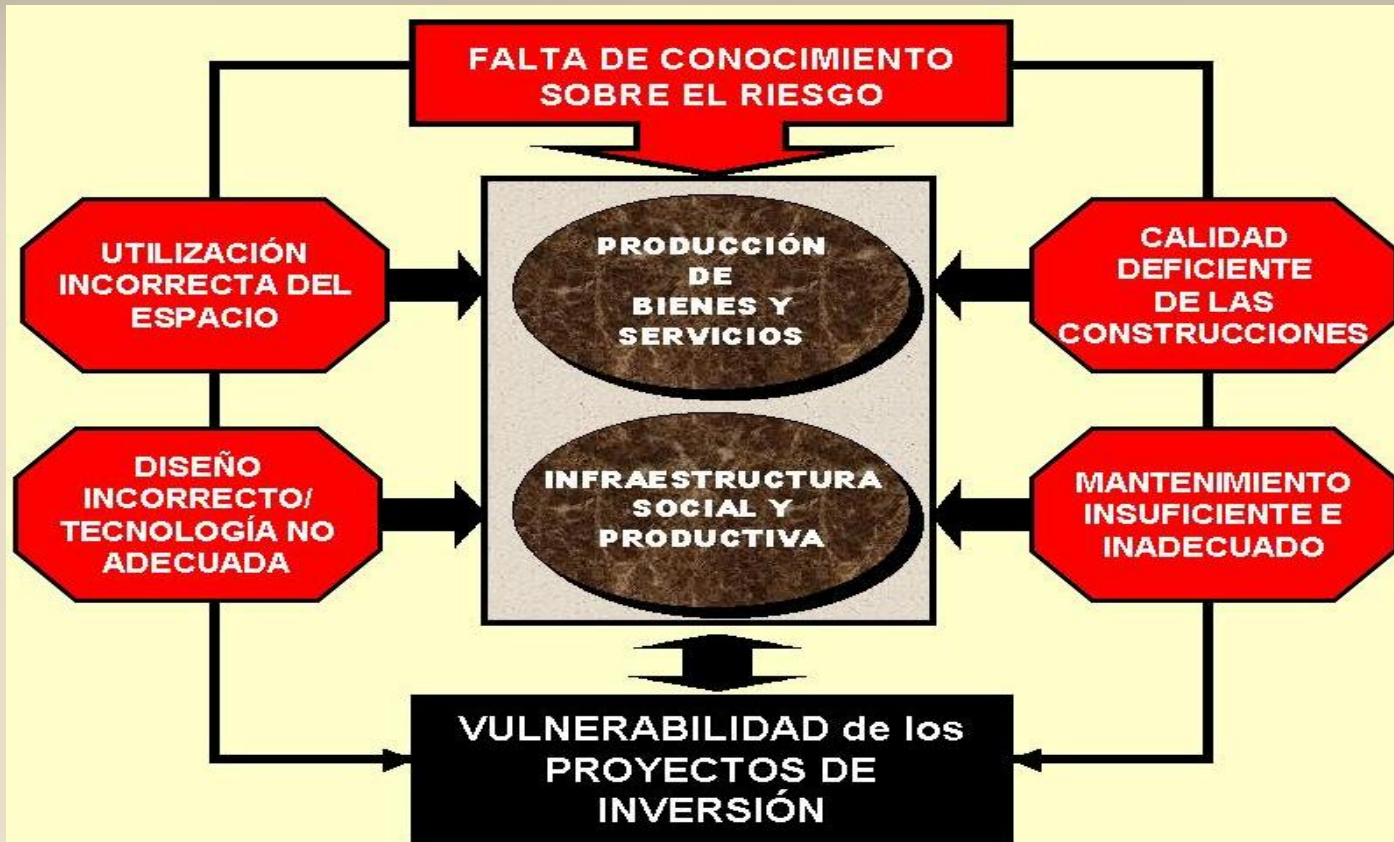 FALTA DE CONOCIMIENTO
SOBRE EL RIESGO
UTILIZACIÓN
INCORRECTA DEL
ESPACIO
PRODUCCIÓN
DE
BIENES Y
SERVICIOS
CALIDAD
DEFICIENTE
DE LAS
CONSTRUCCIONES
DISEÑO
INCORRECTO/
TECNOLOGÍA NO
ADECUADA
INFRAESTRUCTURA
SOCIAL Y
PRODUCTIVA
MANTENIMIENTO
INSUFICIENTE E
INADECUADO
VULNERABILIDAD de los
PROYECTOS DE
INVERSIÓN